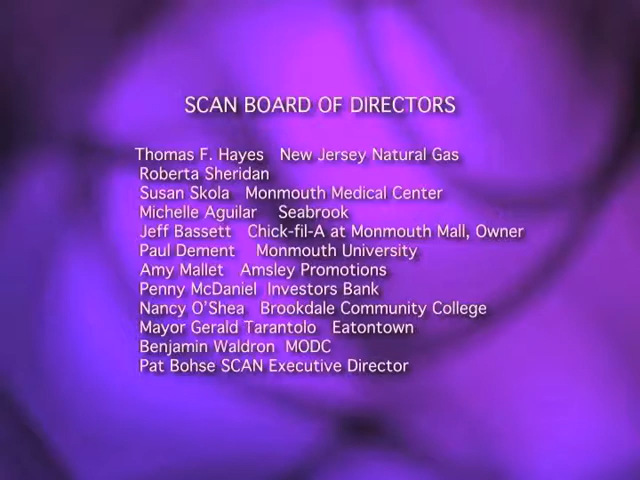 SCAN BOARD OF DIRECTORS
Thomas F. Hayes New Jersey Natural Gas
Roberta Sheridan
Susan Skola Monmouth Medical Center
Michelle Aguilar Seabrook
Jeff Bassett Chick-fil-A at Monmouth Mall, Owner
Paul Dement Monmouth University
Amy Mallet Amsley Promotions
Penny McDaniel Investors Bank
Nancy O'Shea Brookdale Community College
Mayor Gerald Tarantolo Eatontown
Benjamin Waldron MODC
Pat Bohse SCAN Executive Director